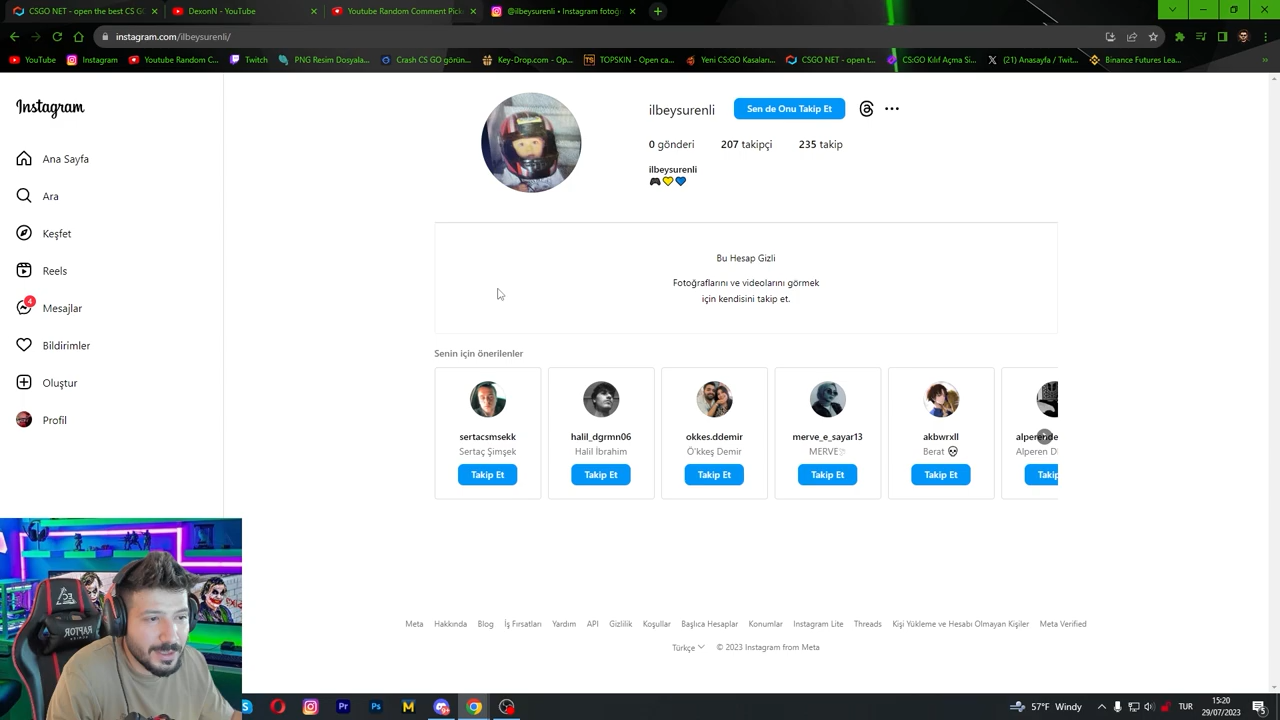 CSGO NET - open the best CS G
DexonN - YouTube
Youtube Random Comment Picke
@ilbeysurenli • Instagram fotoğ
instagram.com/ilbeysurenli/
YouTube
Instagram
Youtube Random C...
Twitch
PNG Resim Dosyala...
Crash CS GO görün...
Key-Drop.com - Op...
TOPSKIN - Open ca...
Yeni CS:GO Kasaları...
CSGO NET - open t...
CS:GO Kılıf Açma Si...
(21) Anasayfa / Twit...
Binance Futures Lea...
Instagram
Ana Sayfa
Ara
Keşfet
Reels
4
Mesajlar
Bildirimler
Oluştur
Profil
ilbeysurenli
Sen de Onu Takip Et
0 gönderi 207 takipçi 235 takip
ilbeysurenli
🎮💛💙
Bu Hesap Gizli
Fotoğraflarını ve videolarını görmek
için kendisini takip et.
Senin için önerilenler
sertacsmsekk
Sertaç Şimşek
Takip Et
halil_dgrmn06
Halil İbrahim
Takip Et
okkes.ddemir
Ö'kkeş Demir
Takip Et
merve_e_sayar13
MERVE
Takip Et
akbwrxll
Berat 💀
Takip Et
alperende
Alperen D
Takip
Meta Hakkında Blog İş Fırsatları Yardım API Gizlilik Koşullar Başlıca Hesaplar Konumlar Instagram Lite Threads Kişi Yükleme ve Hesabı Olmayan Kişiler Meta Verified
Türkçe © 2023 Instagram from Meta
RAPTOR
57°F Windy
TUR
15:20
29/07/2023